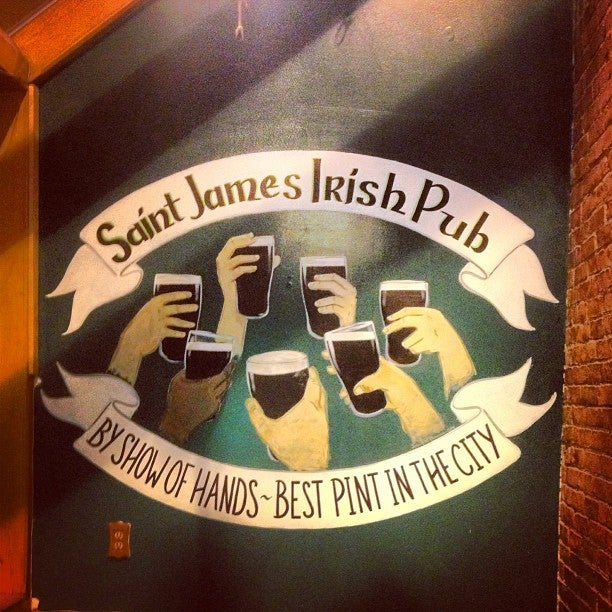 Saint James Irish Pub
BY SHOW OF HANDS~BEST PINT IN THE CITY